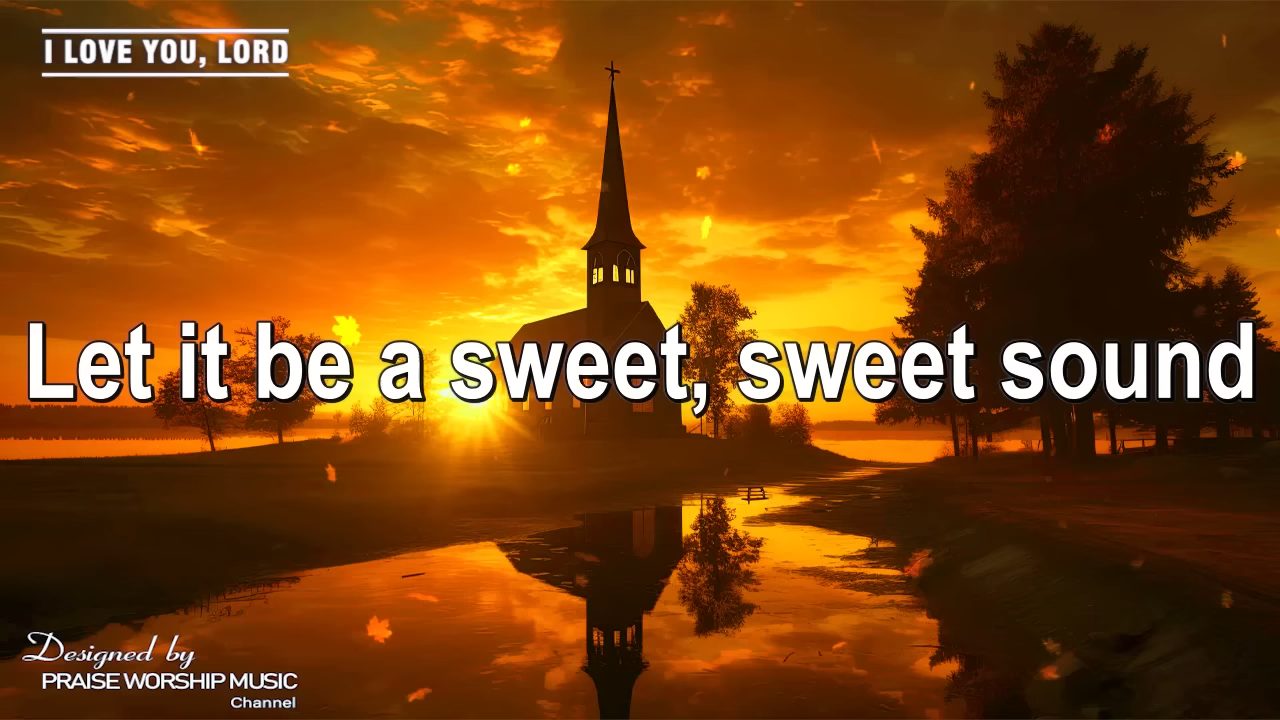 I LOVE YOU, LORD
Let it be a sweet, sweet sound
Designed by
PRAISE WORSHIP MUSIC
Channel